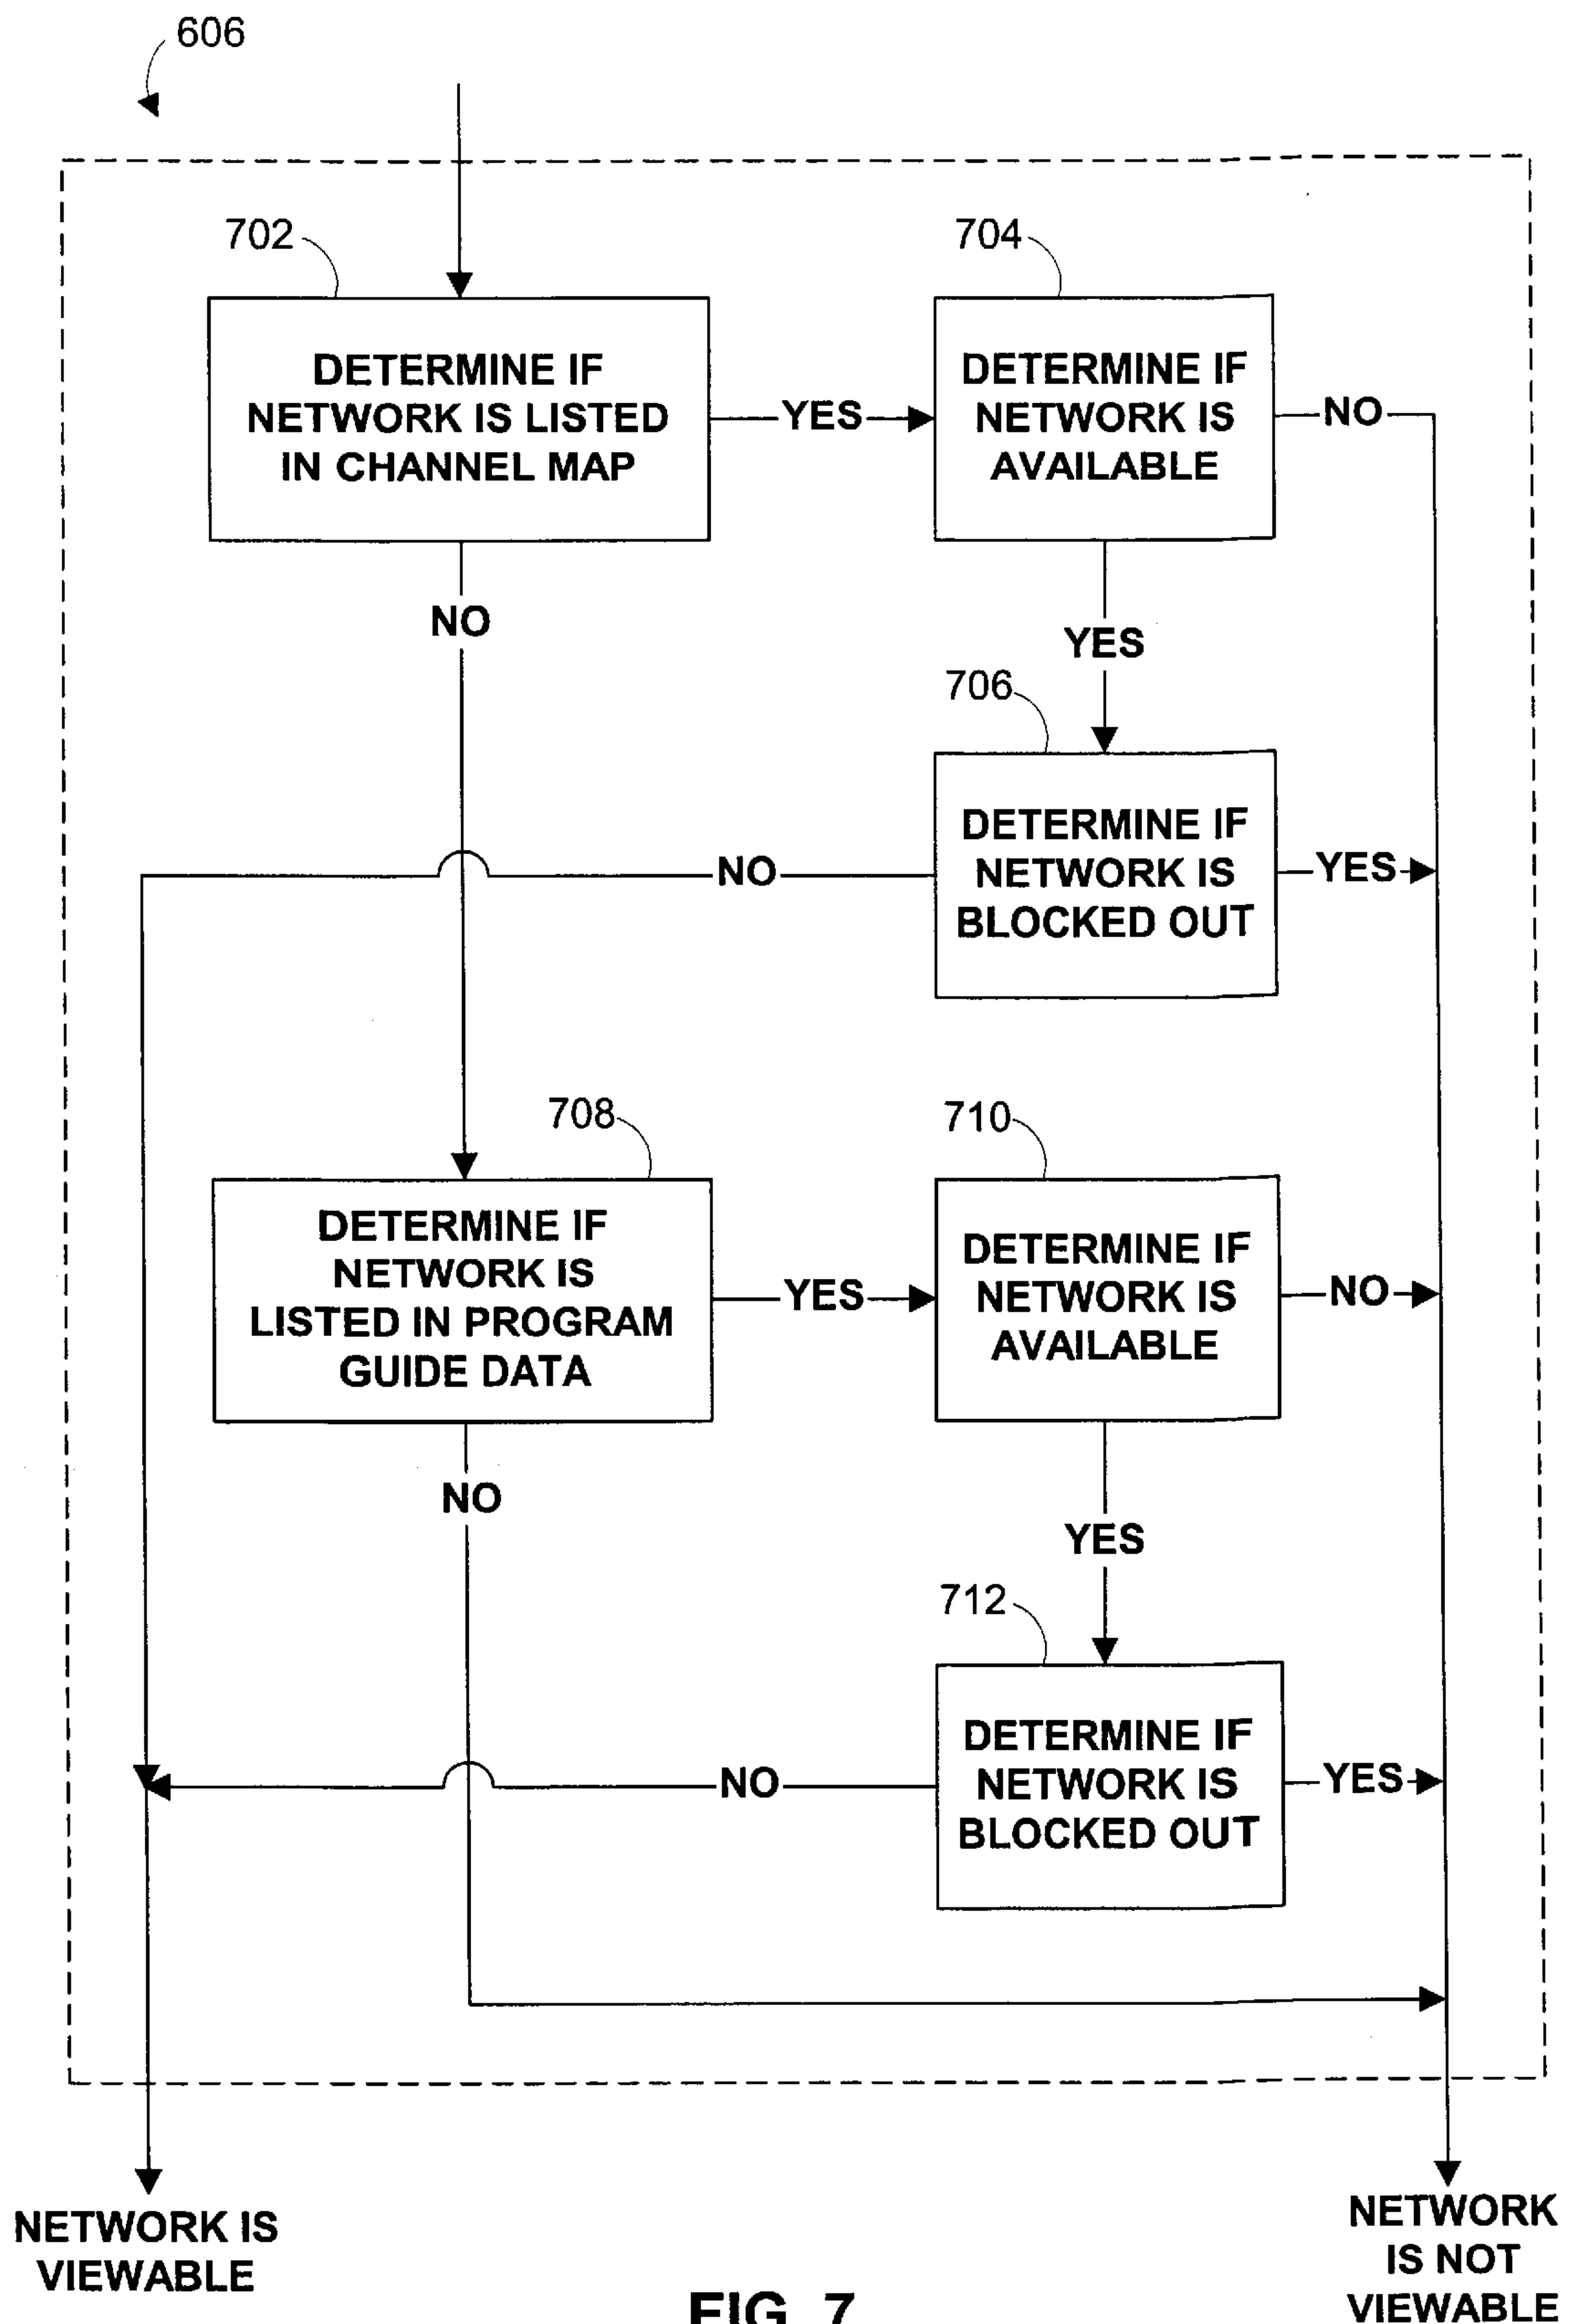 606
702
DETERMINE IF
NETWORK IS LISTED
IN CHANNEL MAP
YES
704
DETERMINE IF
NETWORK IS
AVAILABLE
NO
NO
YES
706
DETERMINE IF
NETWORK IS
BLOCKED OUT
YES
NO
708
DETERMINE IF
NETWORK IS
LISTED IN PROGRAM
GUIDE DATA
YES
710
DETERMINE IF
NETWORK IS
AVAILABLE
NO
NO
YES
712
DETERMINE IF
NETWORK IS
BLOCKED OUT
YES
NO
NETWORK IS
VIEWABLE
NETWORK
IS NOT
VIEWABLE
FIG. 7